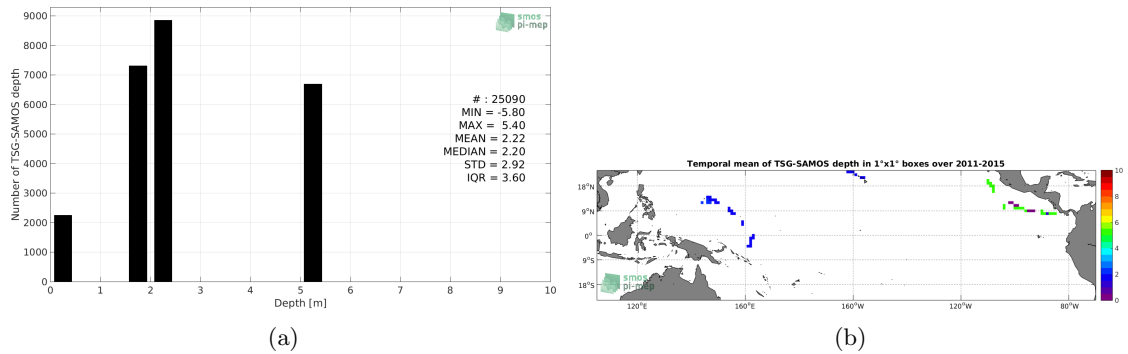 9000
8000
7000
6000
5000
4000
3000
2000
1000
0
Number of TSG-SAMOS depth
smos
pi-mep
# : 25090
MIN = -5.80
MAX = 5.40
MEAN = 2.22
MEDIAN = 2.20
STD = 2.92
IQR = 3.60
0 1 2 3 4 5 6 7 8 9 10
Depth [m]
(a)
Temporal mean of TSG-SAMOS depth in 1°x1° boxes over 2011-2015
18°N
9°N
0°
9°S
18°S
smos
pi-mep
120°E 160°E 160°W 120°W 80°W
10
8
6
4
2
0
(b)